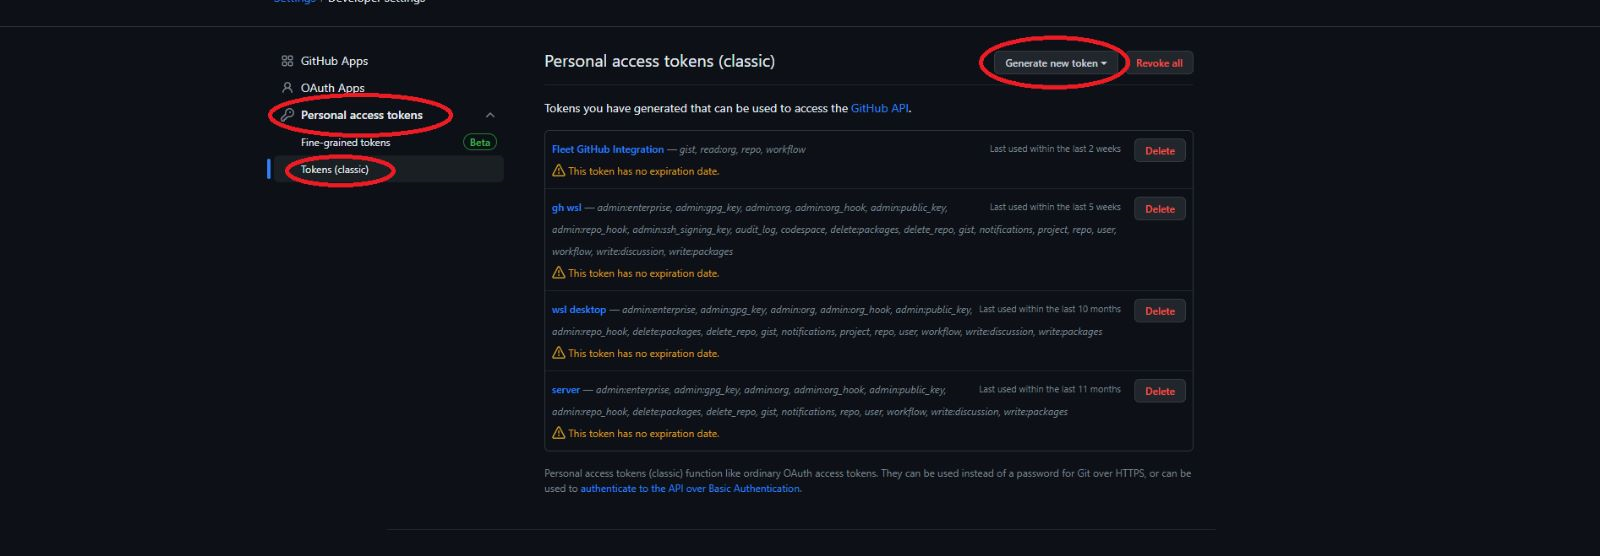 Settings / Developer settings
GitHub Apps
OAuth Apps
Personal access tokens
Fine-grained tokens Beta
Tokens (classic)
Personal access tokens (classic)
Generate new token
Revoke all
Tokens you have generated that can be used to access the GitHub API.
Fleet GitHub Integration — gist, read:org, repo, workflow
Last used within the last 2 weeks
Delete
This token has no expiration date.
gh wsl — admin:enterprise, admin:gpg_key, admin:org, admin:org_hook, admin:public_key,
Last used within the last 5 weeks
Delete
admin:repo_hook, admin:ssh_signing_key, audit_log, codespace, delete:packages, delete_repo, gist, notifications, project, repo, user,
workflow, write:discussion, write:packages
This token has no expiration date.
wsl desktop — admin:enterprise, admin:gpg_key, admin:org, admin:org_hook, admin:public_key,
Last used within the last 10 months
Delete
admin:repo_hook, delete:packages, delete_repo, gist, notifications, project, repo, user, workflow, write:discussion, write:packages
This token has no expiration date.
server — admin:enterprise, admin:gpg_key, admin:org, admin:org_hook, admin:public_key,
Last used within the last 11 months
Delete
admin:repo_hook, delete:packages, delete_repo, gist, notifications, repo, user, workflow, write:discussion, write:packages
This token has no expiration date.
Personal access tokens (classic) function like ordinary OAuth access tokens. They can be used instead of a password for Git over HTTPS, or can be
used to authenticate to the API over Basic Authentication.